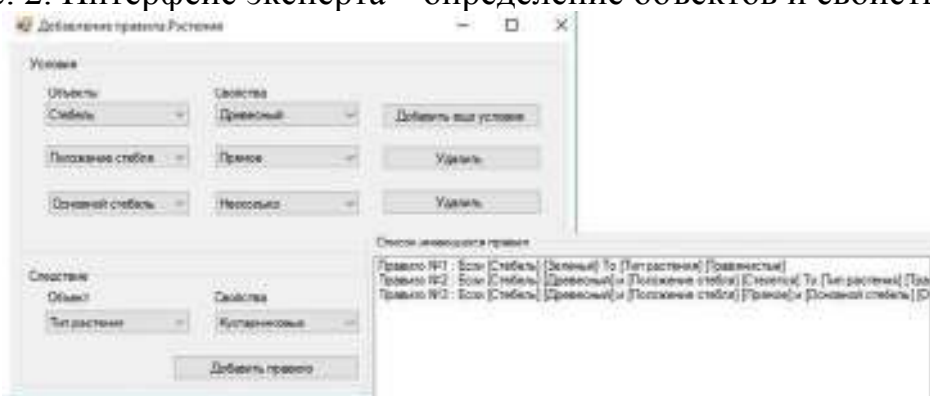 . 2. Интерфейс эксперта – определение объектов и свойств
Добавление правила Растения
Условия
Объекты Свойства
Стебель Древесный Добавить еще условие
Положение стебля Прямое Удалить
Основной стебель Несколько Удалить
Список имеющихся правил
Правило №1 : Если [Стебель] [Зеленый] То [Тип растения] [Травянистые]
Правило №2 : Если [Стебель] [Древесный] и [Положение стебля] [Стелется] То [Тип растения] [Трав
Правило №3 : Если [Стебель] [Древесный] и [Положение стебля] [Прямое] и [Основной стебель] [О
Следствие
Объект Свойства
Тип растения Кустарниковые
Добавить правило